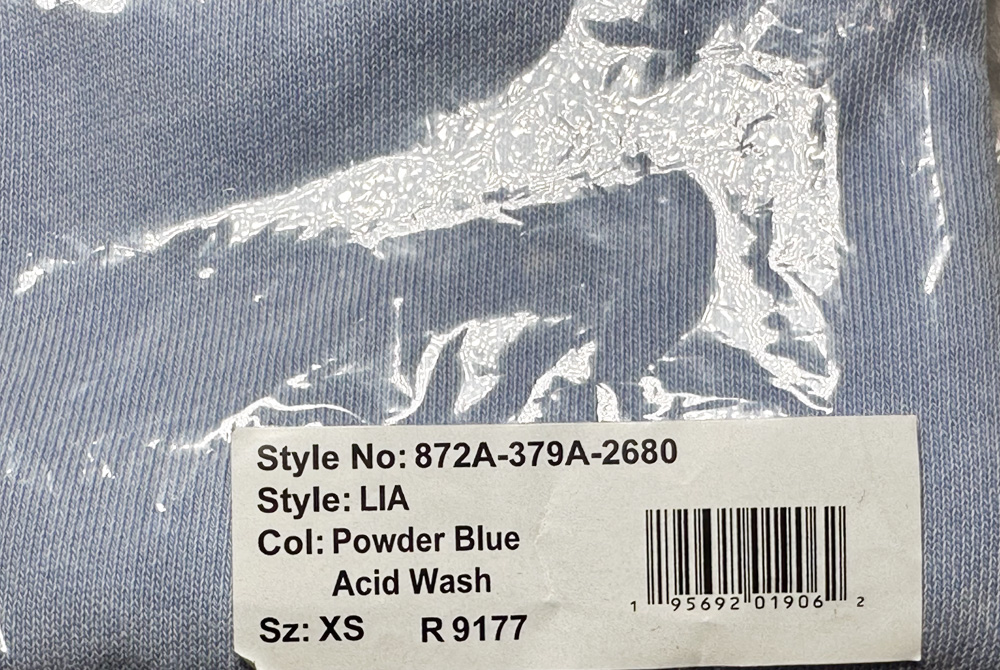 Style No: 872A-379A-2680
Style: LIA
Col: Powder Blue
Acid Wash
Sz: XS R 9177
1 95692 01906 2